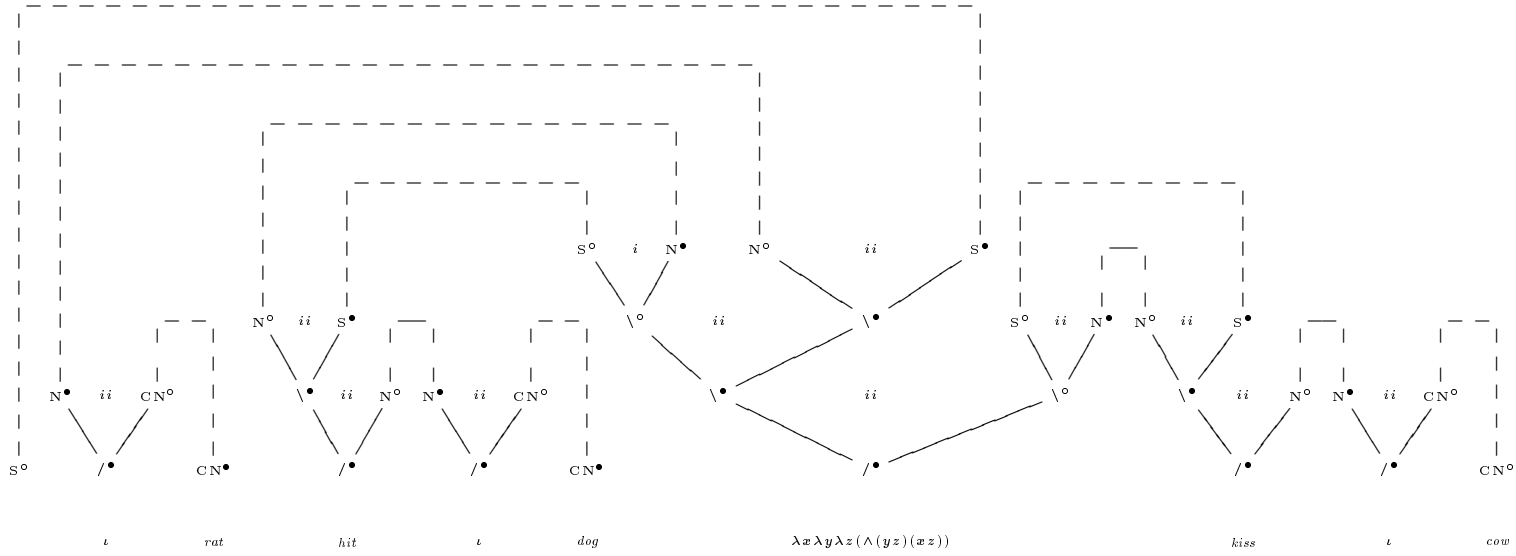 S° i N• N° ii S•
N° ii S• \° ii \• S° ii N• N° ii S•
N• ii CN° \• ii N° N• ii CN° \• ii \° \• ii N° N• ii CN°
S° /• CN• /• /• CN• /• /• /• CN°
ι rat hit ι dog λxλyλz(∧(yz)(xz)) kiss ι cow